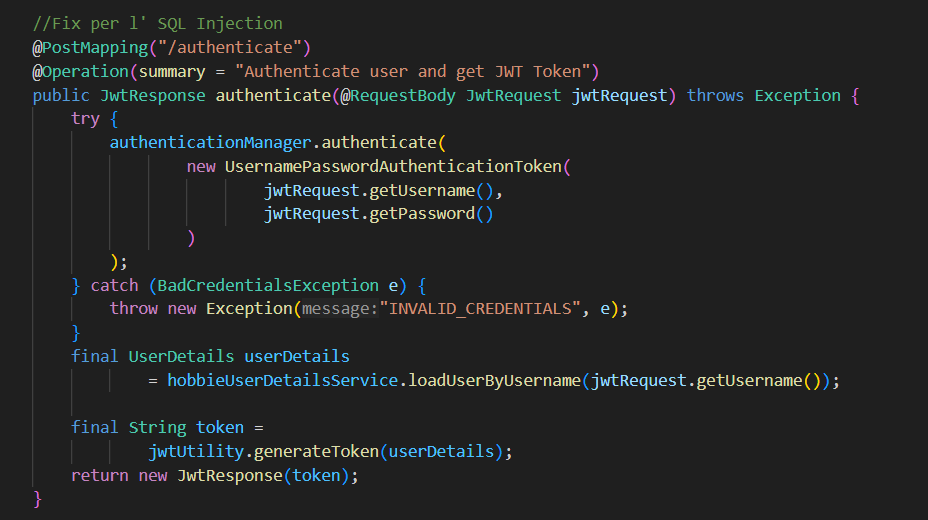 //Fix per l' SQL Injection
@PostMapping("/authenticate")
@Operation(summary = "Authenticate user and get JWT Token")
public JwtResponse authenticate(@RequestBody JwtRequest jwtRequest) throws Exception {
    try {
        authenticationManager.authenticate(
                new UsernamePasswordAuthenticationToken(
                        jwtRequest.getUsername(),
                        jwtRequest.getPassword()
                )
        );
    } catch (BadCredentialsException e) {
        throw new Exception(message:"INVALID_CREDENTIALS", e);
    }
    final UserDetails userDetails
            = hobbieUserDetailsService.loadUserByUsername(jwtRequest.getUsername());
    final String token =
            jwtUtility.generateToken(userDetails);
    return new JwtResponse(token);
}